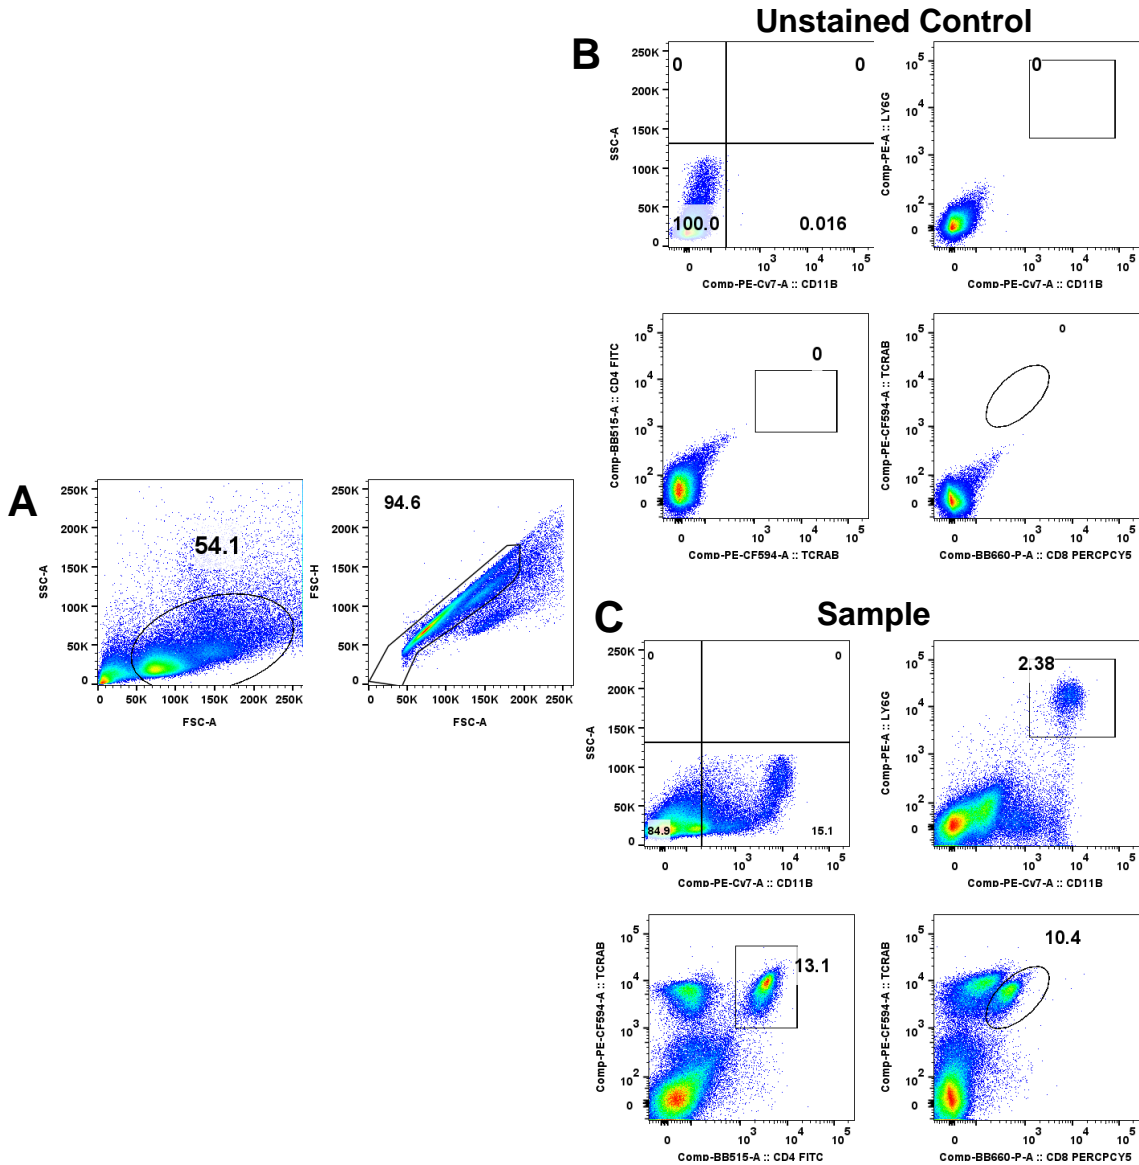 Unstained Control
B
0
0
250K
200K
150K
100K
50K
0
SSC-A
100.0
0.016
0
10^3
10^4
10^5
Comp-PE-Cy7-A :: CD11B
0
10^5
10^4
10^3
10^2
0
Comp-PE-A :: LY6G
0
10^3
10^4
10^5
Comp-PE-Cy7-A :: CD11B
0
10^5
10^4
10^3
10^2
0
Comp-BB515-A :: CD4 FITC
0
10^3
10^4
10^5
Comp-PE-CF594-A :: TCRAB
0
10^5
10^4
10^3
10^2
0
Comp-PE-CF594-A :: TCRAB
0
10^3
10^4
10^5
Comp-BB660-P-A :: CD8 PERCPCY5
A
54.1
250K
200K
150K
100K
50K
0
SSC-A
0
50K
100K
150K
200K
250K
FSC-A
94.6
250K
200K
150K
100K
50K
0
FSC-H
0
50K
100K
150K
200K
250K
FSC-A
C
Sample
0
0
250K
200K
150K
100K
50K
0
SSC-A
84.9
15.1
0
10^3
10^4
10^5
Comp-PE-Cy7-A :: CD11B
2.38
10^5
10^4
10^3
10^2
0
Comp-PE-A :: LY6G
0
10^3
10^4
10^5
Comp-PE-Cy7-A :: CD11B
13.1
10^5
10^4
10^3
10^2
0
Comp-PE-CF594-A :: TCRAB
0
10^3
10^4
10^5
Comp-BB515-A :: CD4 FITC
10.4
10^5
10^4
10^3
10^2
0
Comp-PE-CF594-A :: TCRAB
0
10^3
10^4
10^5
Comp-BB660-P-A :: CD8 PERCPCY5